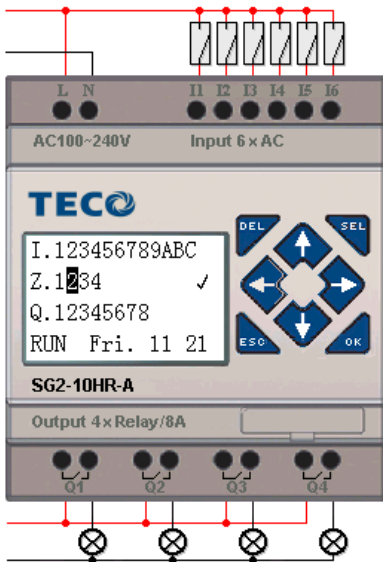 L N I1 I2 I3 I4 I5 I6
AC100~240V Input 6 x AC
TECO
DEL SEL
I.123456789ABC
Z.1234 ✓
Q.12345678
RUN Fri. 11 21
ESC OK
SG2-10HR-A
Output 4 x Relay/8A
Q1 Q2 Q3 Q4